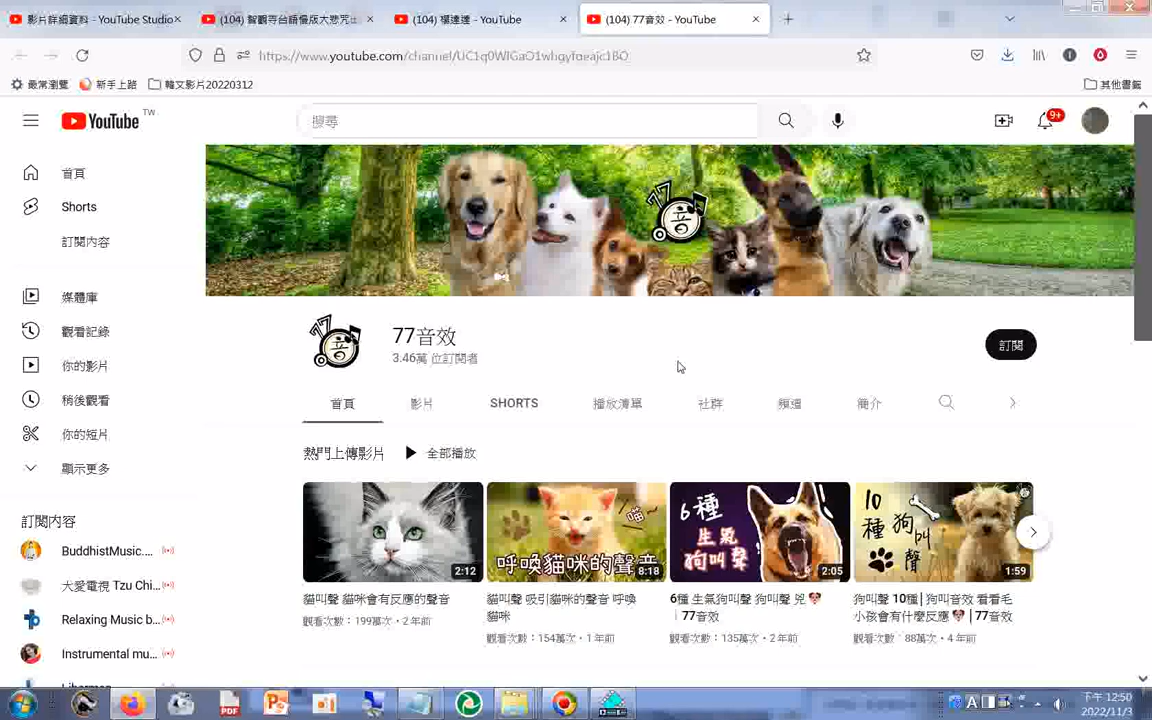 影片詳細資料 - YouTube Studio
(104) 智觀寺台語慢版大悲咒
(104) 樸達達 - YouTube
(104) 77音效 - YouTube
https://www.youtube.com/channel/
最常瀏覽
新手上路
韓文影片20220312
其他書籤
YouTube
TW
搜尋
9+
首頁
Shorts
訂閱內容
媒體庫
觀看記錄
你的影片
稍後觀看
你的短片
顯示更多
訂閱內容
BuddhistMusic....
大愛電視 Tzu Chi...
Relaxing Music b...
Instrumental mu...
77
音
77
音
77音效
3.46萬 位訂閱者
訂閱
首頁
影片
SHORTS
播放清單
社群
頻道
簡介
熱門上傳影片
全部播放
2:12
喵
呼喚貓咪的聲音
8:18
6種
生氣
狗叫聲
2:05
10
種狗叫
聲
1:59
貓叫聲 貓咪會有反應的聲音
觀看次數：199萬次・2 年前
貓叫聲 吸引貓咪的聲音 呼喚
貓咪
觀看次數：154萬次・1 年前
6種 生氣狗叫聲 狗叫聲 兇🐶
｜77音效
觀看次數：135萬次・2 年前
狗叫聲 10種│狗叫音效 看看毛
小孩會有什麼反應🐶│77音效
觀看次數：88萬次・4 年前
PDF
A
下午 12:50
2022/11/3